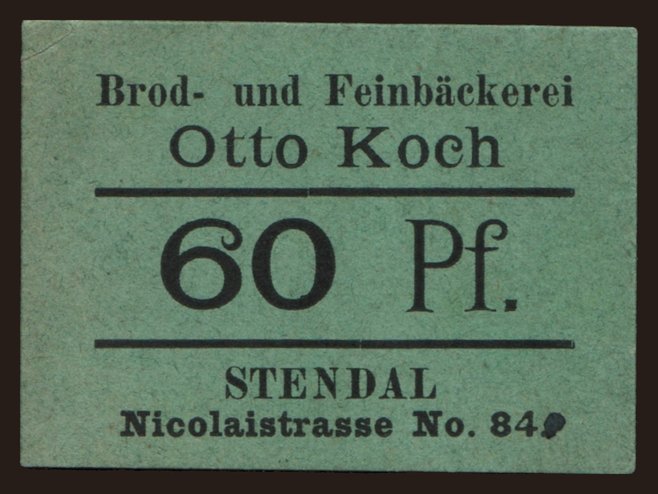 Brod- und Feinbäckerei
Otto Koch
60 Pf.
STENDAL
Nicolaistrasse No. 84.